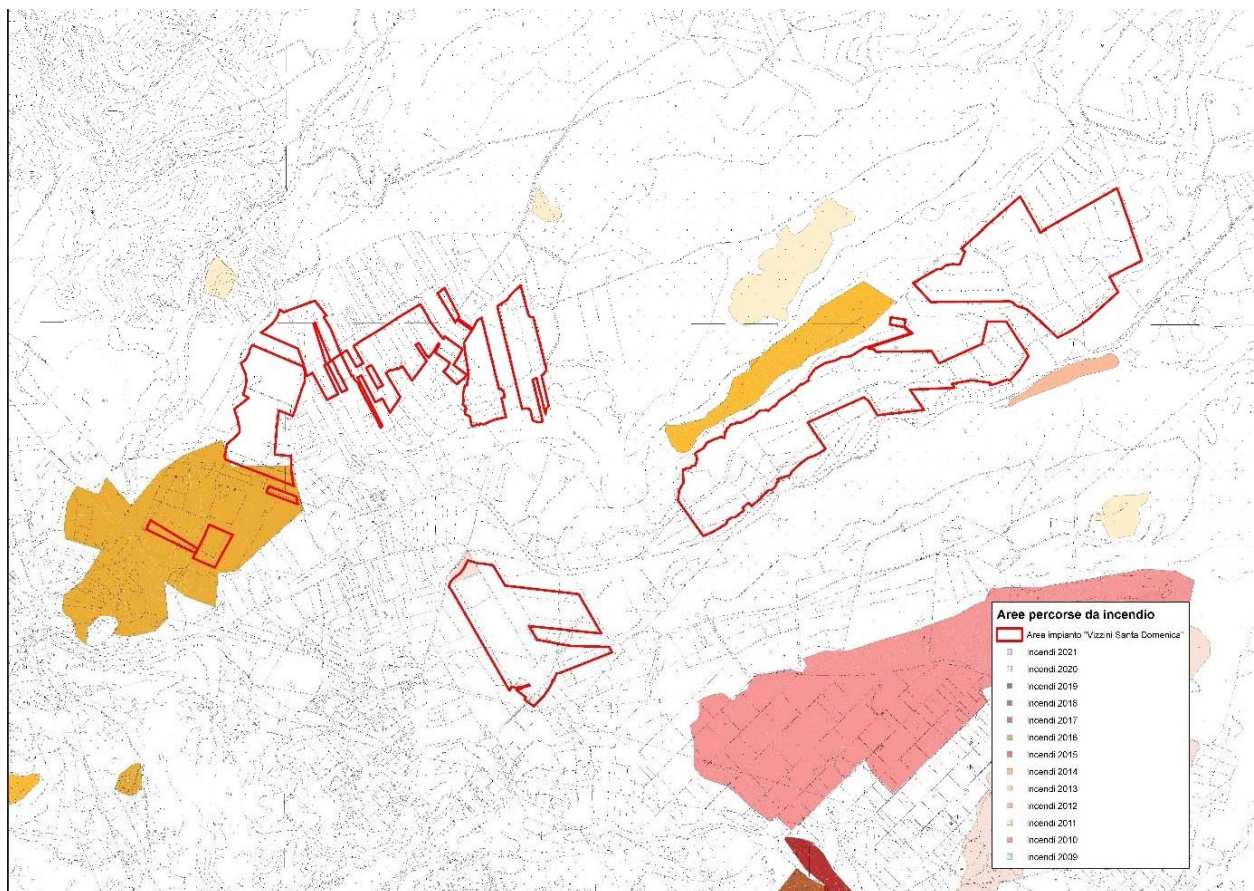 Aree percorse da incendio
Area impianto "Vizzini Santa Domenica"
Incendi 2021
Incendi 2020
Incendi 2019
Incendi 2018
Incendi 2017
Incendi 2016
Incendi 2015
Incendi 2014
Incendi 2013
Incendi 2012
Incendi 2011
Incendi 2010
Incendi 2009